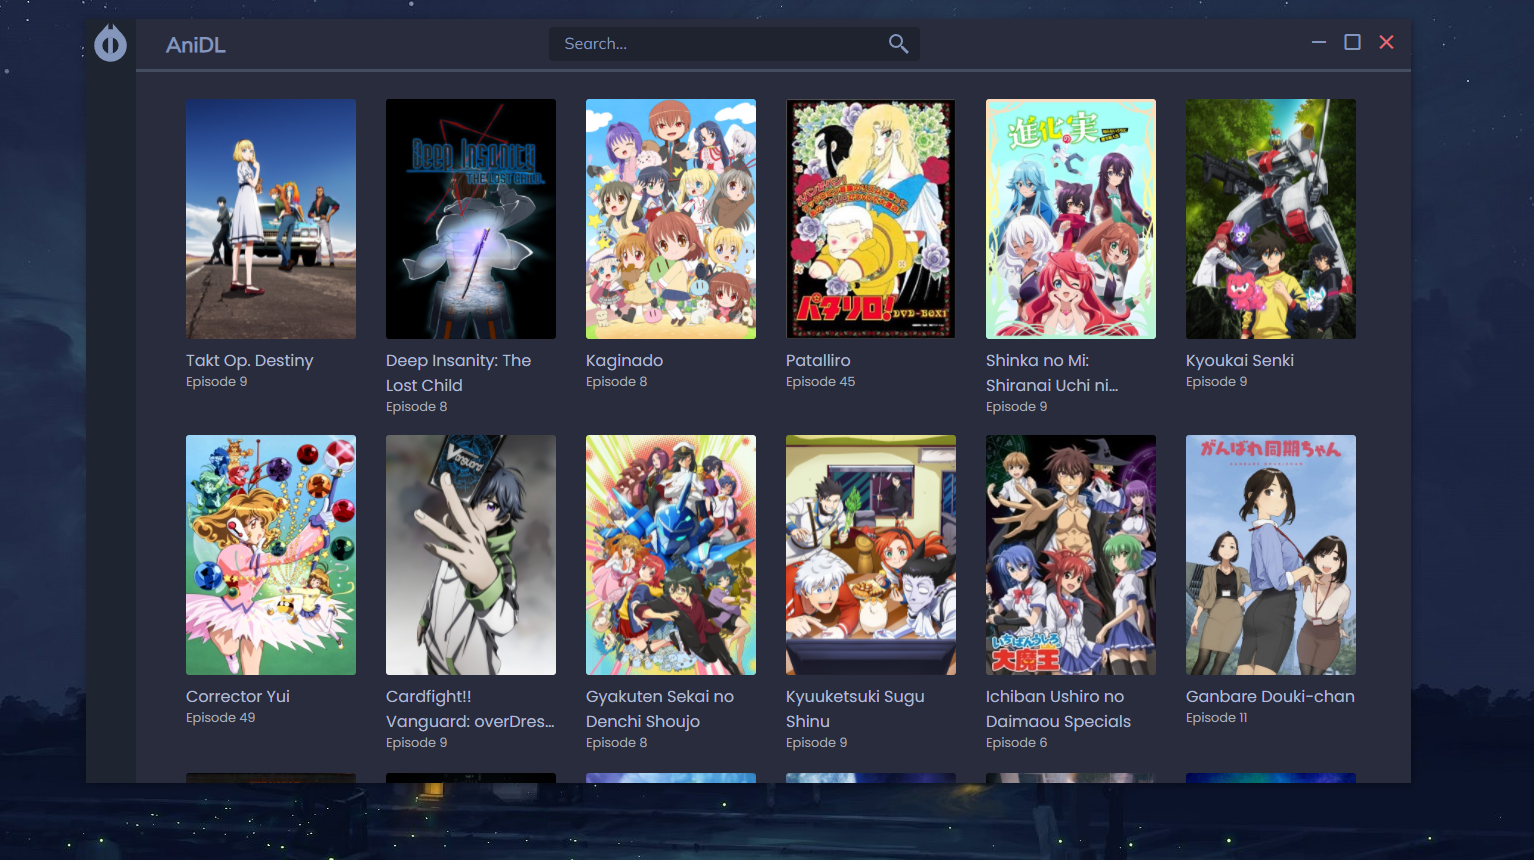 AniDL
Search...
Deep Insanity
THE LOST CHILD
パタリロ!
DVD-BOX1
進化の実
Takt Op. Destiny
Episode 9
Deep Insanity: The
Lost Child
Episode 8
Kaginado
Episode 8
Patalliro
Episode 45
Shinka no Mi:
Shiranai Uchi ni...
Episode 9
Kyoukai Senki
Episode 9
Vanguard
いちばんうしろの
大魔王
がんばれ同期ちゃん
Corrector Yui
Episode 49
Cardfight!!
Vanguard: overDres...
Episode 9
Gyakuten Sekai no
Denchi Shoujo
Episode 8
Kyuuketsuki Sugu
Shinu
Episode 9
Ichiban Ushiro no
Daimaou Specials
Episode 6
Ganbare Douki-chan
Episode 11